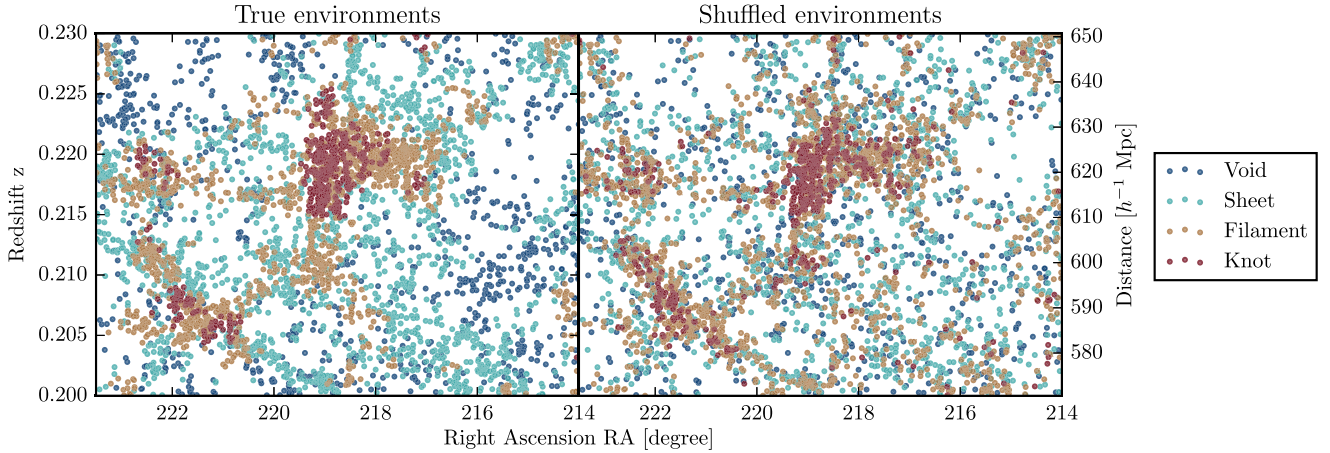 True environments
Shuffled environments
0.230
0.225
0.220
0.215
0.210
0.205
0.200
Redshift z
222
220
218
216
214
222
220
218
216
214
Right Ascension RA [degree]
650
640
630
620
610
600
590
580
Distance [h⁻¹ Mpc]
Void
Sheet
Filament
Knot